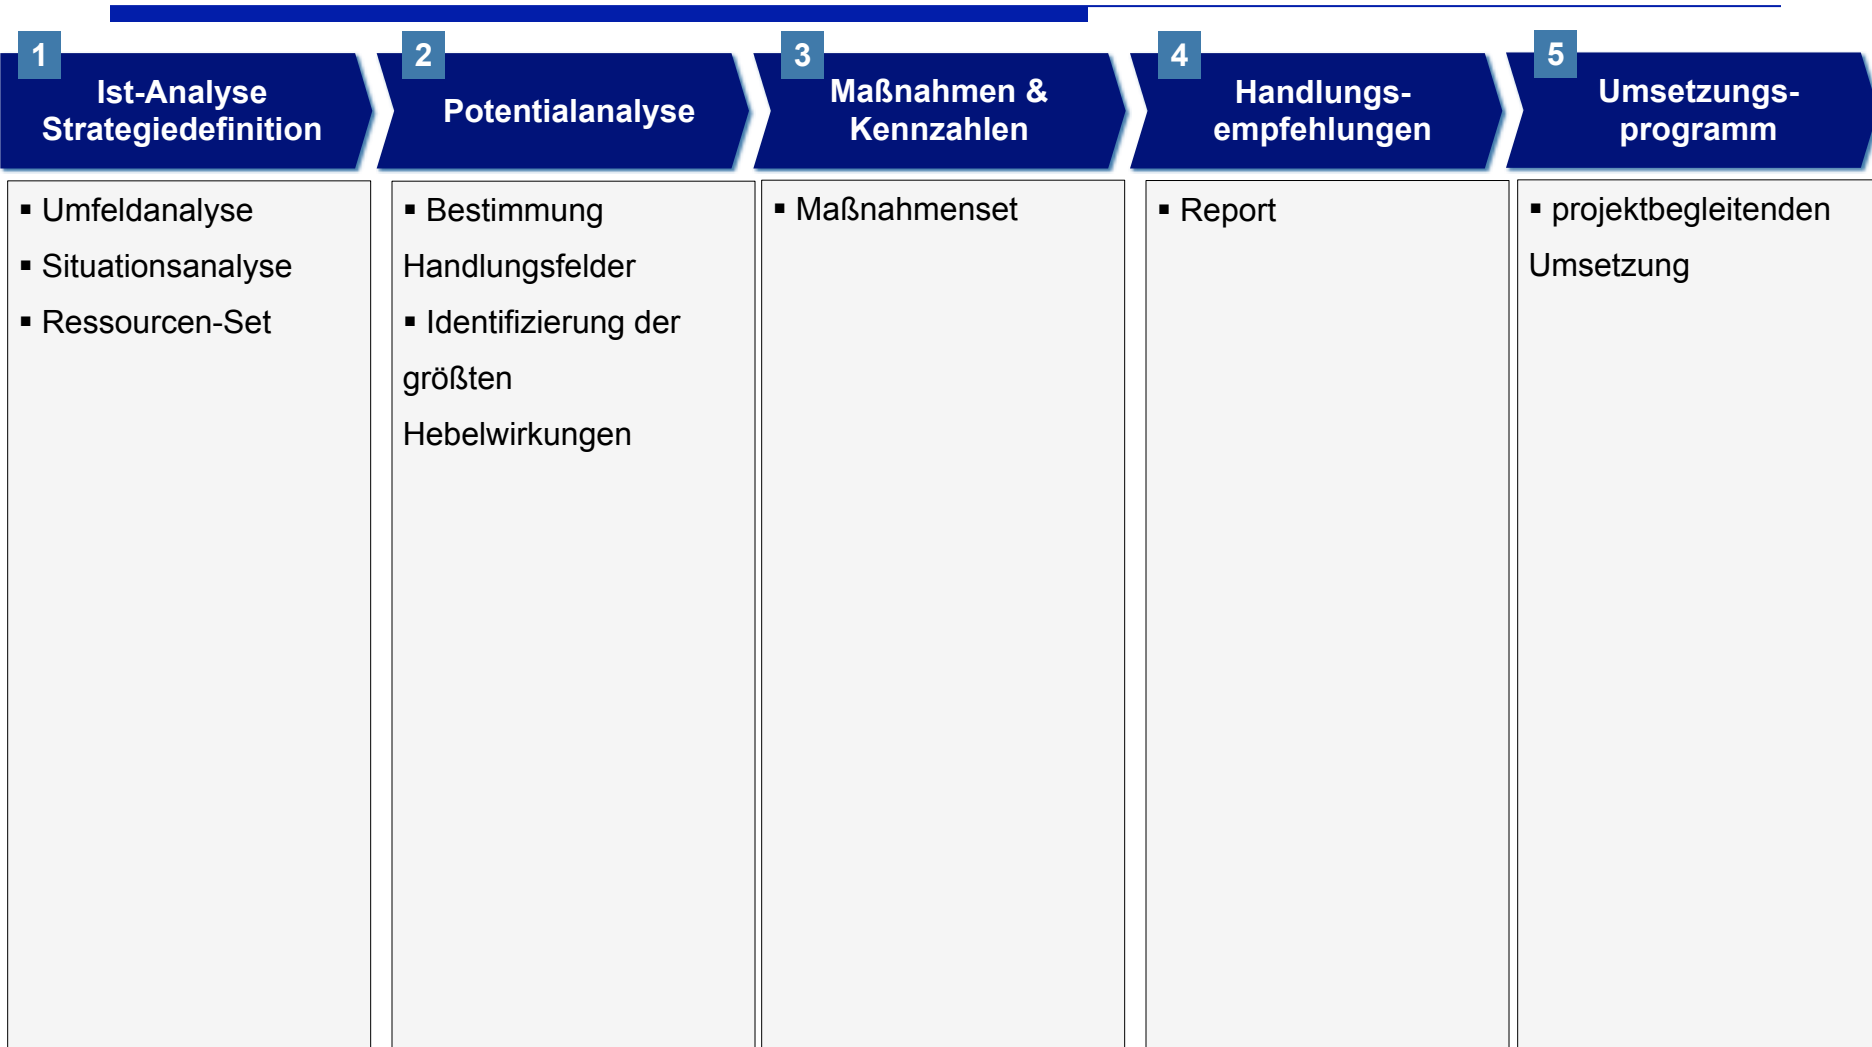 1
Ist-Analyse
Strategiedefinition
▪ Umfeldanalyse
▪ Situationsanalyse
▪ Ressourcen-Set
2
Potentialanalyse
▪ Bestimmung
Handlungsfelder
▪ Identifizierung der
größten
Hebelwirkungen
3
Maßnahmen &
Kennzahlen
▪ Maßnahmenset
4
Handlungs-
empfehlungen
▪ Report
5
Umsetzungs-
programm
▪ projektbegleitenden
Umsetzung